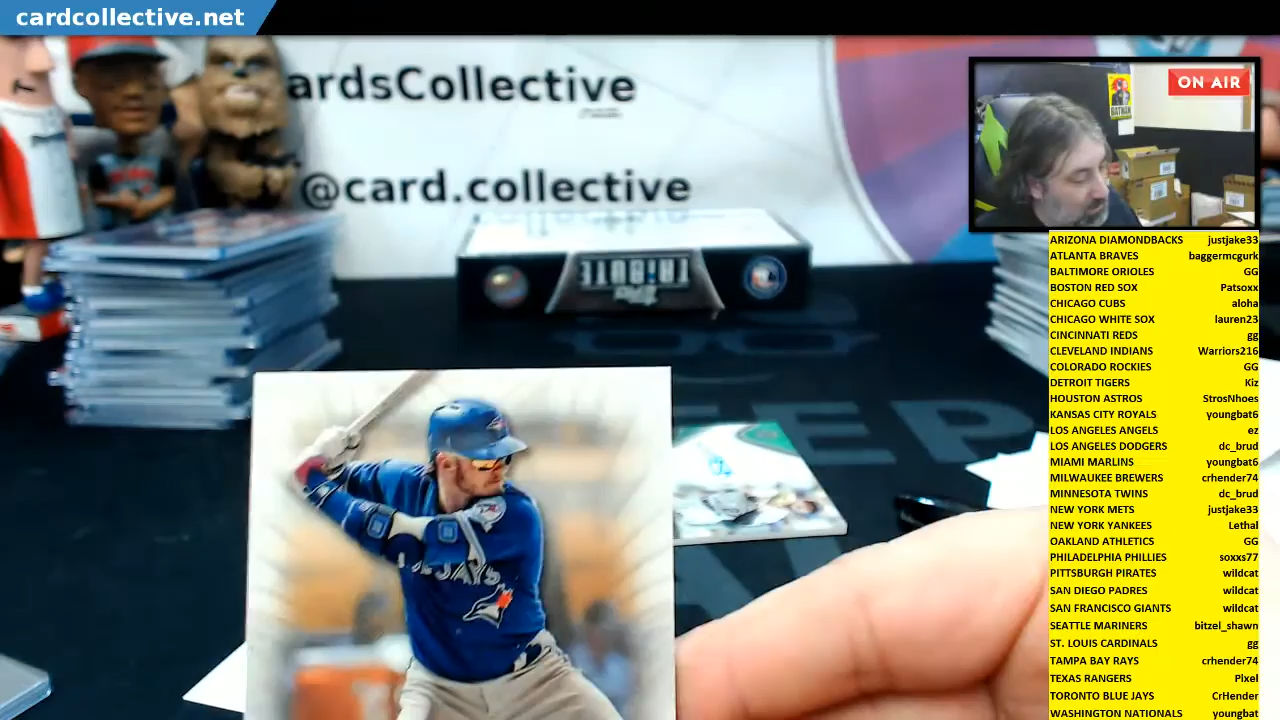 cardcollective.net
ardsCollective
@card.collective
TRIBUTE
ON AIR
ARIZONA DIAMONDBACKS justjake33
ATLANTA BRAVES baggermcgurk
BALTIMORE ORIOLES GG
BOSTON RED SOX Patsoxx
CHICAGO CUBS aloha
CHICAGO WHITE SOX lauren23
CINCINNATI REDS gg
CLEVELAND INDIANS Warriors216
COLORADO ROCKIES GG
DETROIT TIGERS Kiz
HOUSTON ASTROS StrosNhoes
KANSAS CITY ROYALS youngbat6
LOS ANGELES ANGELS ez
LOS ANGELES DODGERS dc_brud
MIAMI MARLINS youngbat6
MILWAUKEE BREWERS crhender74
MINNESOTA TWINS dc_brud
NEW YORK METS justjake33
NEW YORK YANKEES Lethal
OAKLAND ATHLETICS GG
PHILADELPHIA PHILLIES soxxs77
PITTSBURGH PIRATES wildcat
SAN DIEGO PADRES wildcat
SAN FRANCISCO GIANTS wildcat
SEATTLE MARINERS bitzel_shawn
ST. LOUIS CARDINALS gg
TAMPA BAY RAYS crhender74
TEXAS RANGERS Pixel
TORONTO BLUE JAYS CrHender
WASHINGTON NATIONALS youngbat